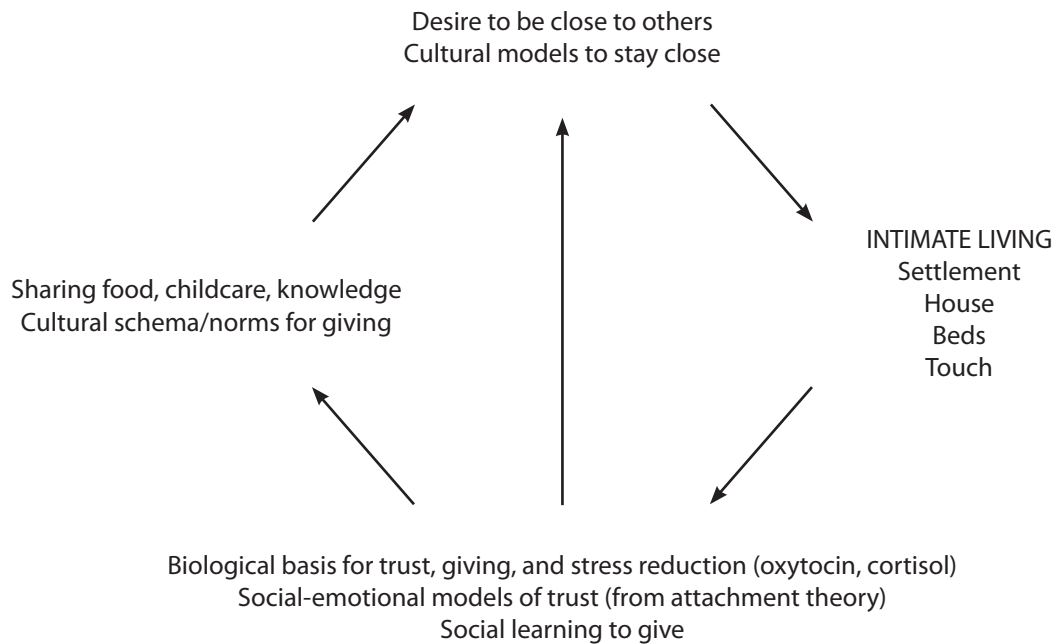 Desire to be close to others
Cultural models to stay close
INTIMATE LIVING
Settlement
House
Beds
Touch
Sharing food, childcare, knowledge
Cultural schema/norms for giving
Biological basis for trust, giving, and stress reduction (oxytocin, cortisol)
Social-emotional models of trust (from attachment theory)
Social learning to give